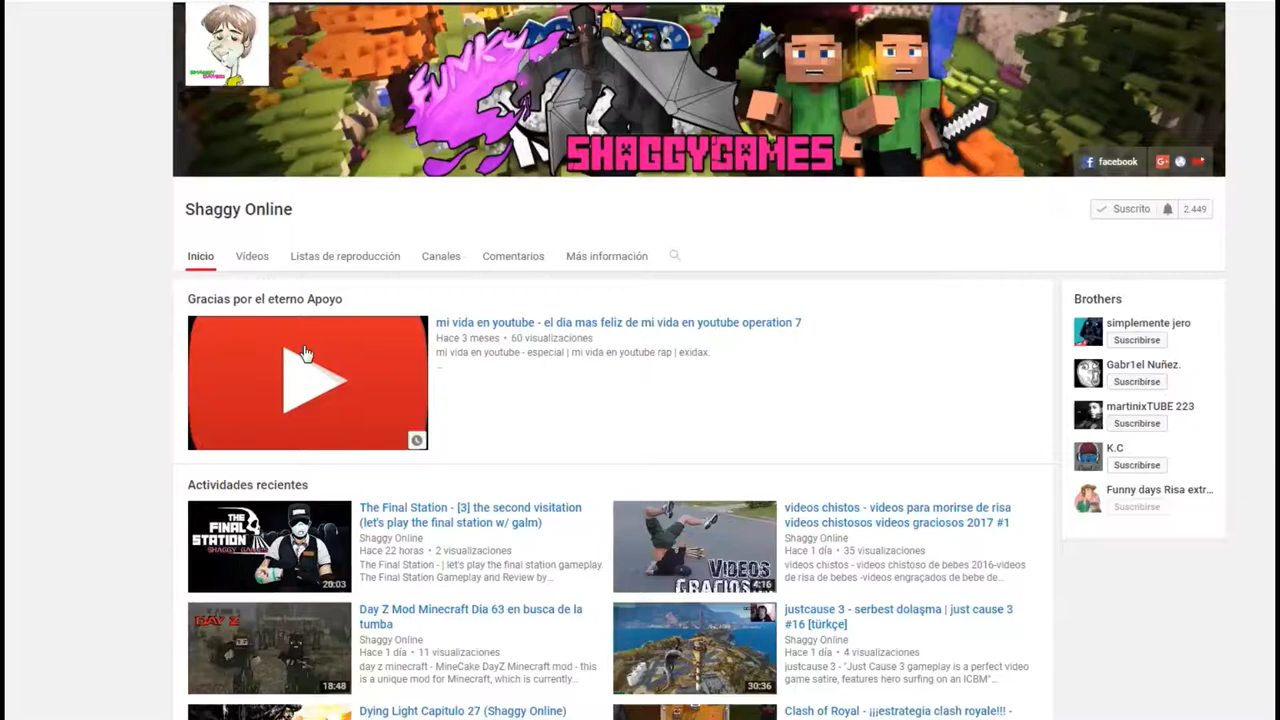 SHAGGYGAMES
facebook
Shaggy Online
Suscrito 2.449
Inicio Vídeos Listas de reproducción Canales Comentarios Más información
Gracias por el eterno Apoyo
mi vida en youtube - el dia mas feliz de mi vida en youtube operation 7
Hace 3 meses • 60 visualizaciones
mi vida en youtube - especial | mi vida en youtube rap | exidax.
...
Brothers
simplemente jero
Suscribirse
Gabr1el Nuñez.
Suscribirse
martinixTUBE 223
Suscribirse
K.C
Suscribirse
Funny days Risa extr...
Suscribirse
Actividades recientes
THE FINAL STATION
SHAGGY GAMES
20:03
The Final Station - [3] the second visitation
(let's play the final station w/ galm)
Shaggy Online
Hace 22 horas • 2 visualizaciones
The Final Station - | let's play the final station gameplay.
The Final Station Gameplay and Review by...
VIDEOS
GRACIOS
4:16
videos chistos - videos para morirse de risa
videos chistosos videos graciosos 2017 #1
Shaggy Online
Hace 1 día • 35 visualizaciones
videos chistos - videos chistoso de bebes 2016-videos
de risa de bebes -videos engraçados de bebe de...
DAY Z
18:48
Day Z Mod Minecraft Dia 63 en busca de la
tumba
Shaggy Online
Hace 1 día • 11 visualizaciones
day z minecraft - MineCake DayZ Minecraft mod - this
is a unique mod for Minecraft, which is currently...
30:36
justcause 3 - serbest dolaşma | just cause 3
#16 [türkçe]
Shaggy Online
Hace 1 día • 4 visualizaciones
justcause 3 - "Just Cause 3 gameplay is a perfect video
game satire, features hero surfing on an ICBM"...
Dying Light Capitulo 27 (Shaggy Online)
Clash of Royal - ¡¡¡estrategia clash royale!!! -